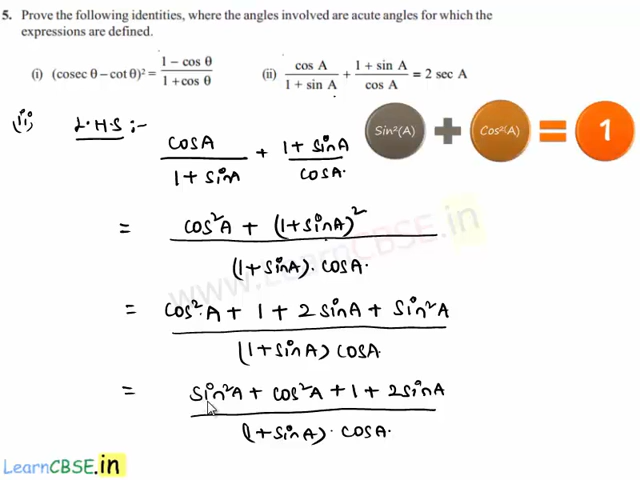 5. Prove the following identities, where the angles involved are acute angles for which the
expressions are defined.
(i) (cosec θ – cot θ)² = (1 – cos θ)/(1 + cos θ) (ii) cos A/(1 + sin A) + (1 + sin A)/cos A = 2 sec A
(ii) L.H.S :-
Sin²(A) + Cos²(A) = 1
cosA/(1 + sinA) + (1 + sinA)/cosA.
= (cos²A + (1+sinA)²)/((1+sinA). cosA.)
www.LearnCBSE.in
= (cos²A + 1 + 2sinA + sin²A)/((1+sinA) cosA.)
= (sin²A + cos²A + 1 + 2sinA)/((1+sinA). cosA.)
LearnCBSE.in